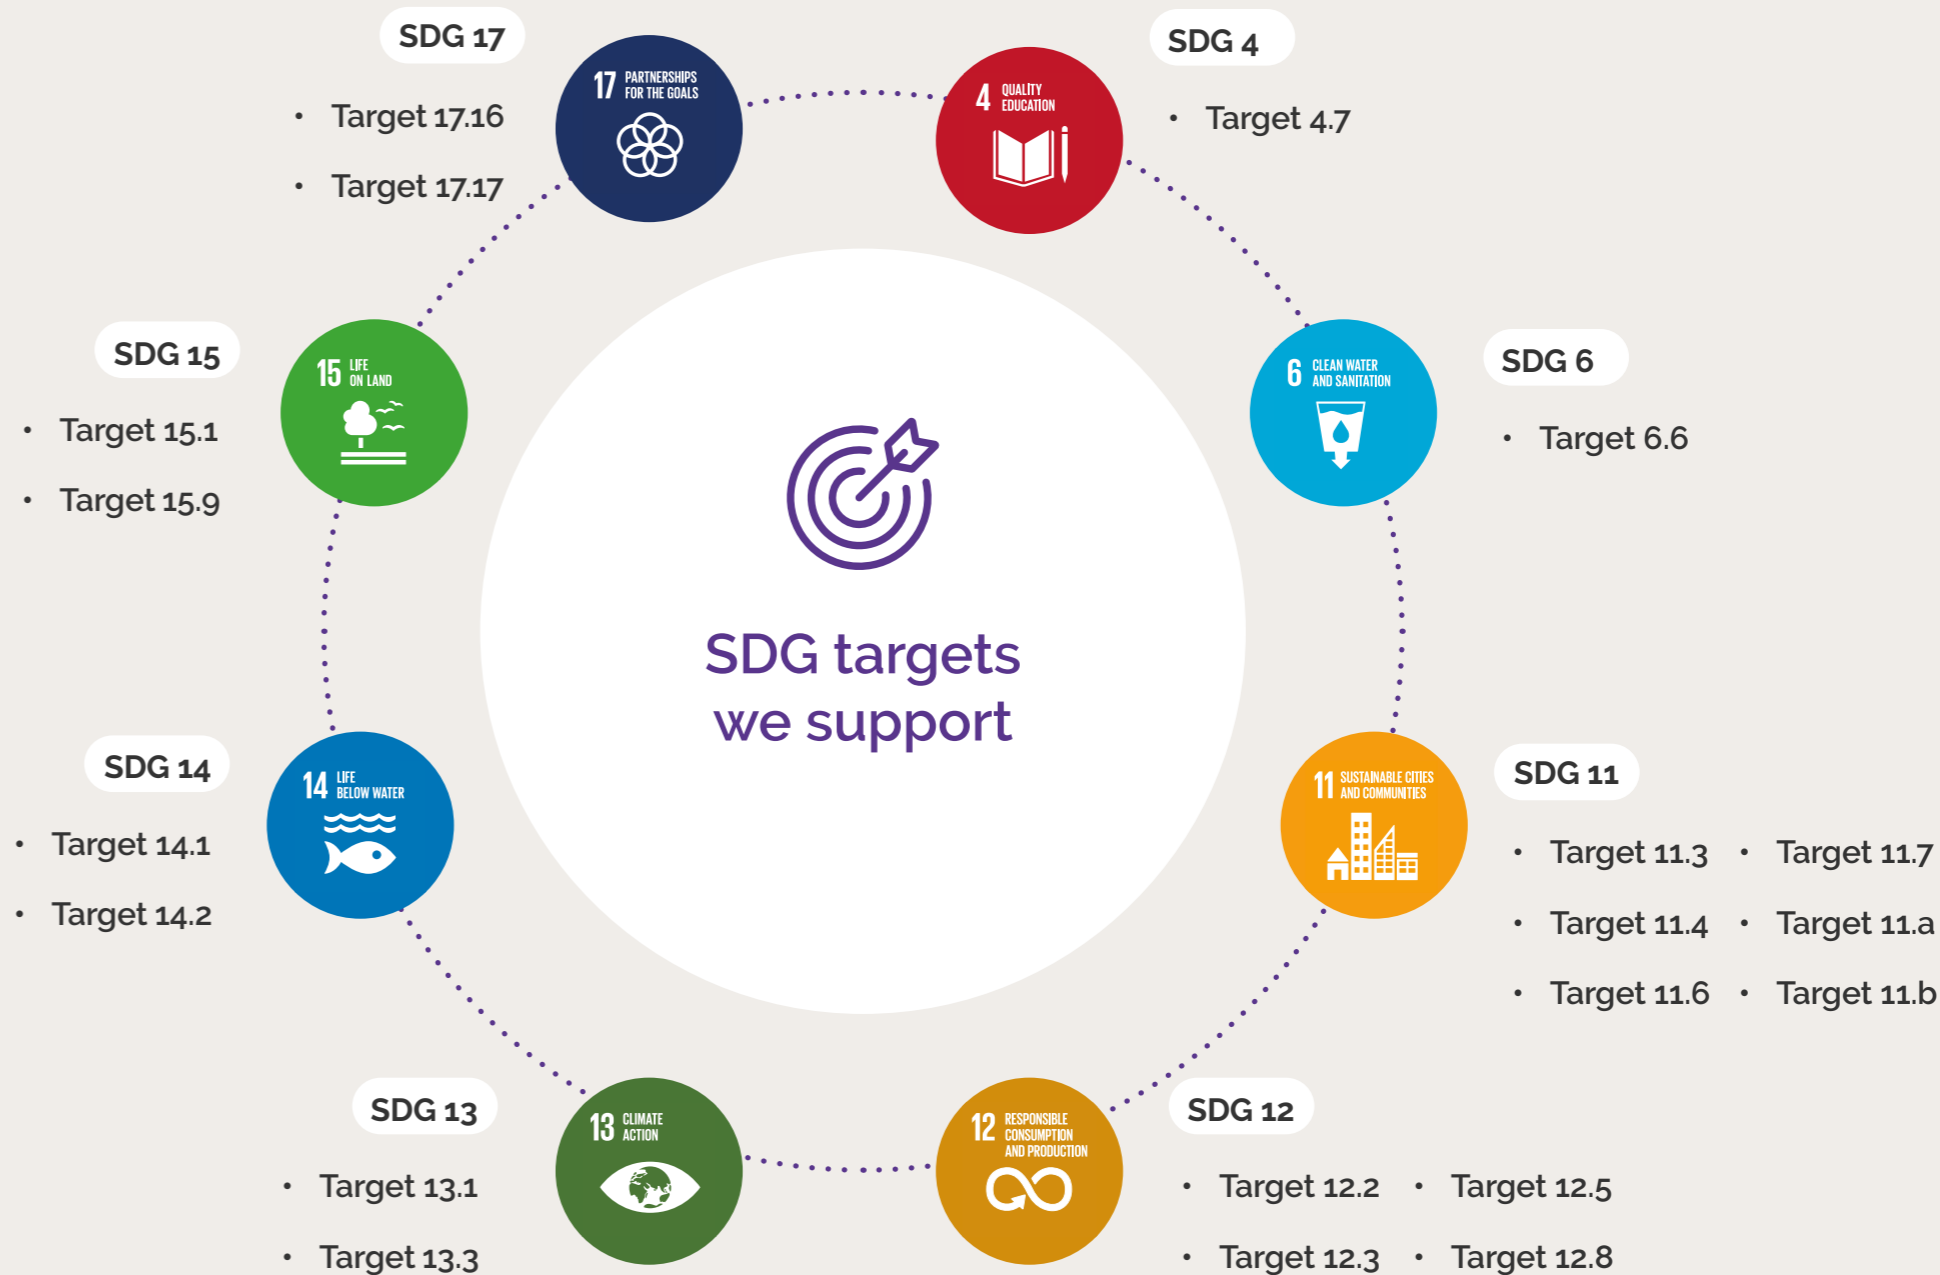 SDG 17
• Target 17.16
• Target 17.17
17 PARTNERSHIPS
FOR THE GOALS
4 QUALITY
EDUCATION
SDG 4
• Target 4.7
6 CLEAN WATER
AND SANITATION
SDG 6
• Target 6.6
11 SUSTAINABLE CITIES
AND COMMUNITIES
SDG 11
• Target 11.3 • Target 11.7
• Target 11.4 • Target 11.a
• Target 11.6 • Target 11.b
12 RESPONSIBLE
CONSUMPTION
AND PRODUCTION
SDG 12
• Target 12.2 • Target 12.5
• Target 12.3 • Target 12.8
SDG 13
• Target 13.1
• Target 13.3
13 CLIMATE
ACTION
SDG 14
• Target 14.1
• Target 14.2
14 LIFE
BELOW WATER
SDG 15
• Target 15.1
• Target 15.9
15 LIFE
ON LAND
SDG targets
we support